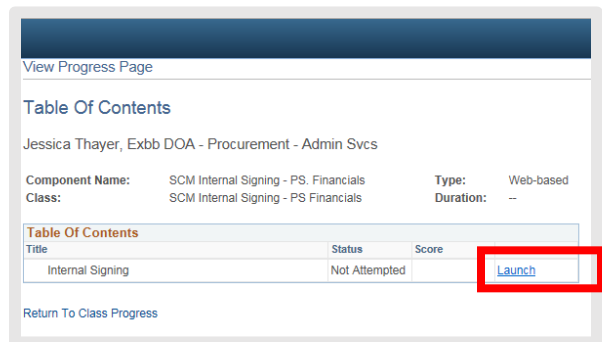 View Progress Page
Table Of Contents
Jessica Thayer, Exbb DOA - Procurement - Admin Svcs
Component Name: SCM Internal Signing - PS. Financials Type: Web-based
Class: SCM Internal Signing - PS Financials Duration: --
Table Of Contents
Title Status Score
Internal Signing Not Attempted Launch
Return To Class Progress